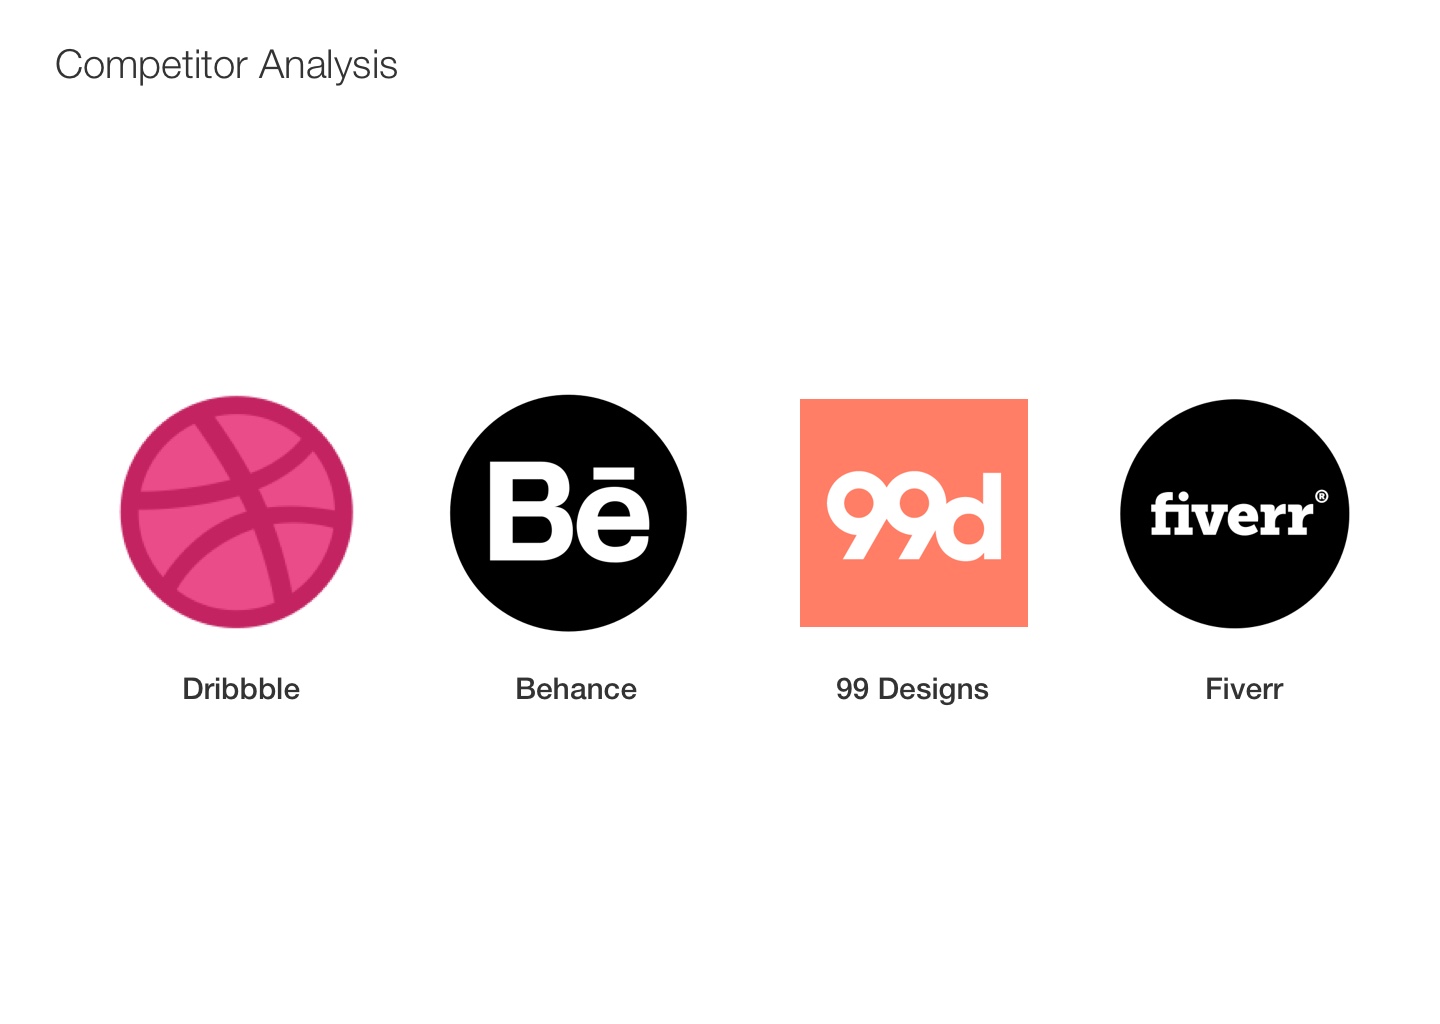 Competitor Analysis
Bē
99d
fiverr®
Dribbble
Behance
99 Designs
Fiverr